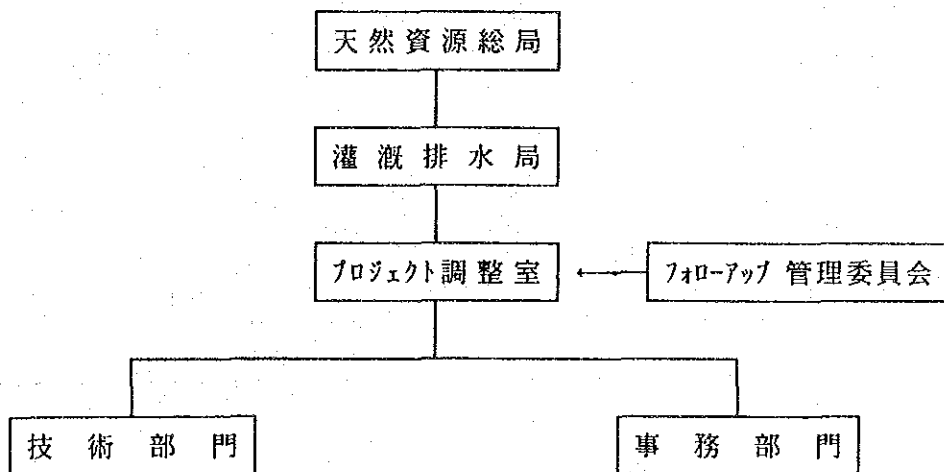 天然資源総局
灌漑排水局
プロジェクト調整室
フォローアップ 管理委員会
技術部門
事務部門